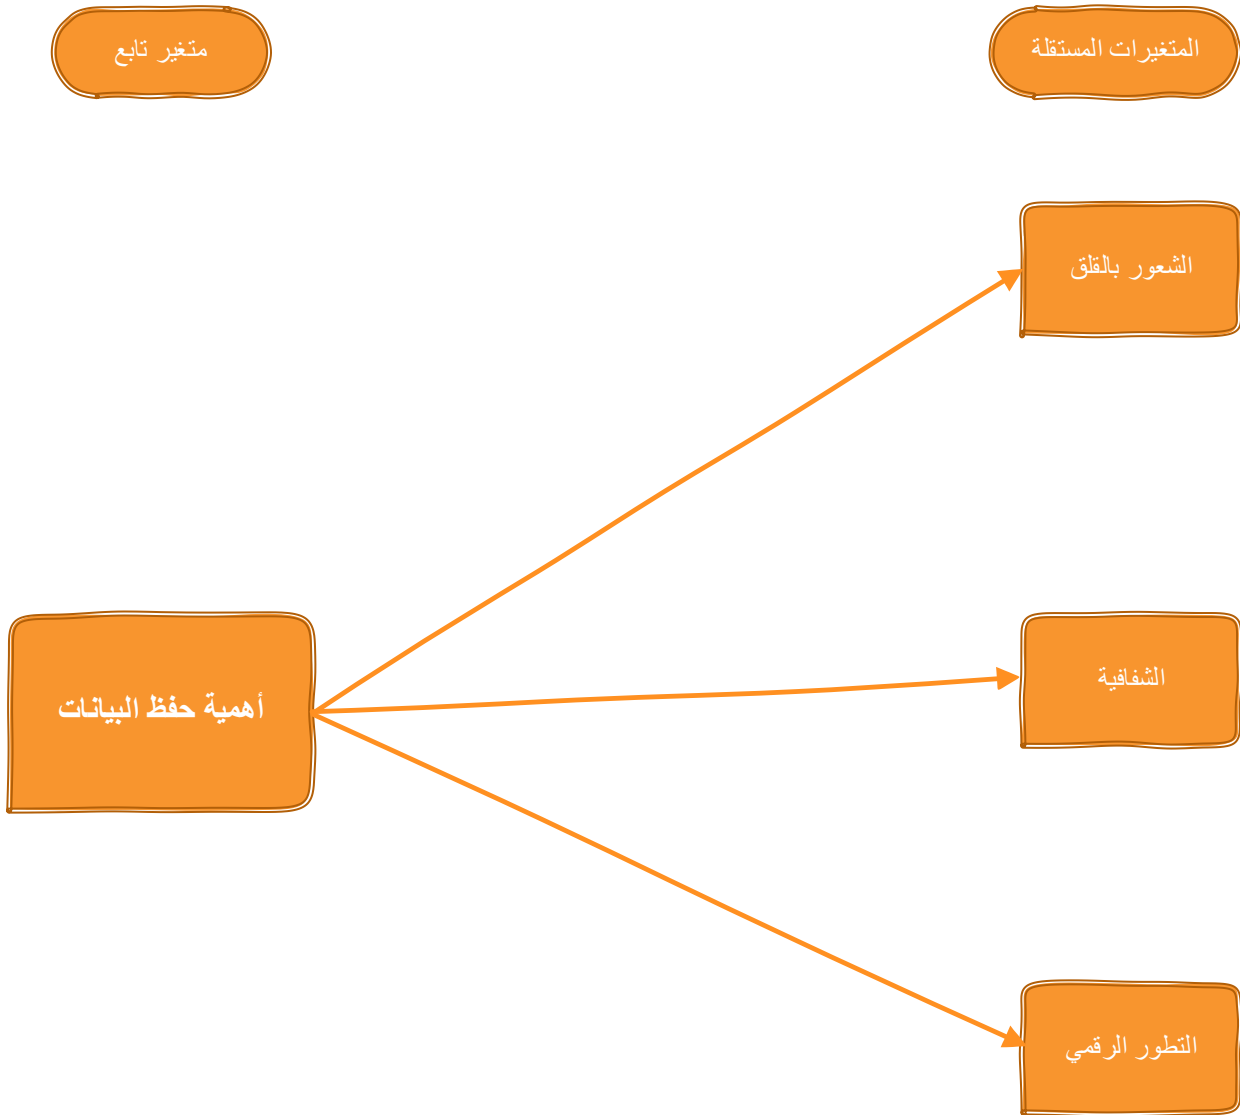 المتغيرات المستقلة
متغير تابع
الشعور بالقلق
الشفافية
أهمية حفظ البيانات
التطور الرقمي